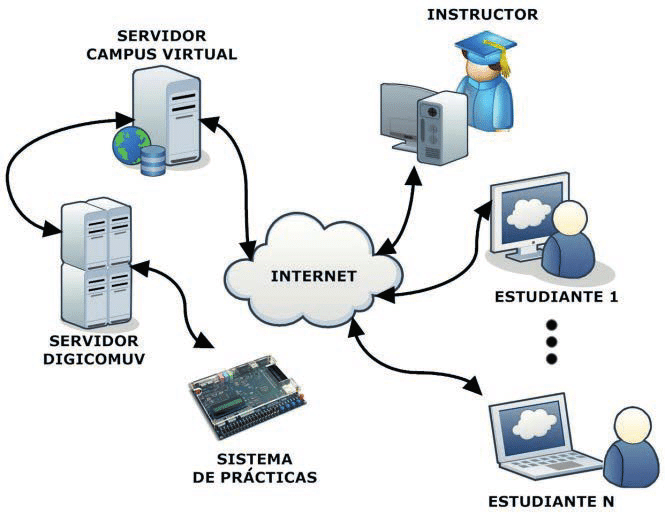 INSTRUCTOR
SERVIDOR
CAMPUS VIRTUAL
INTERNET
ESTUDIANTE 1
SERVIDOR
DIGICOMUV
SISTEMA
DE PRÁCTICAS
ESTUDIANTE N